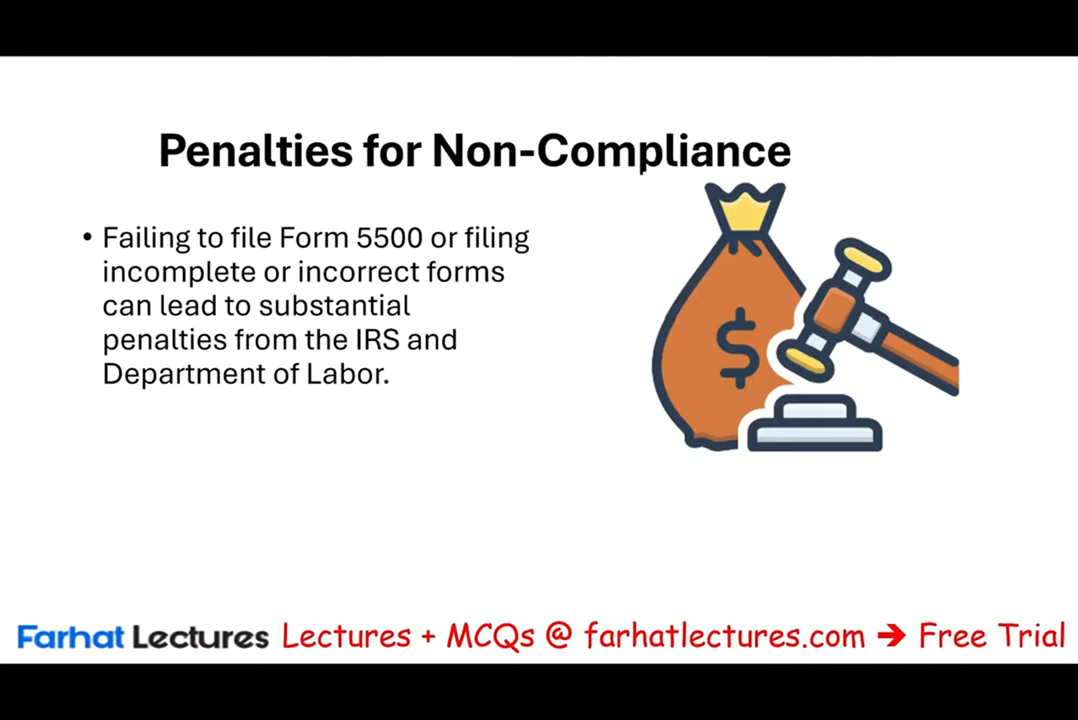 Penalties for Non-Compliance
• Failing to file Form 5500 or filing
incomplete or incorrect forms
can lead to substantial
penalties from the IRS and
Department of Labor.
$
Farhat Lectures Lectures + MCQs @ farhatlectures.com → Free Trial